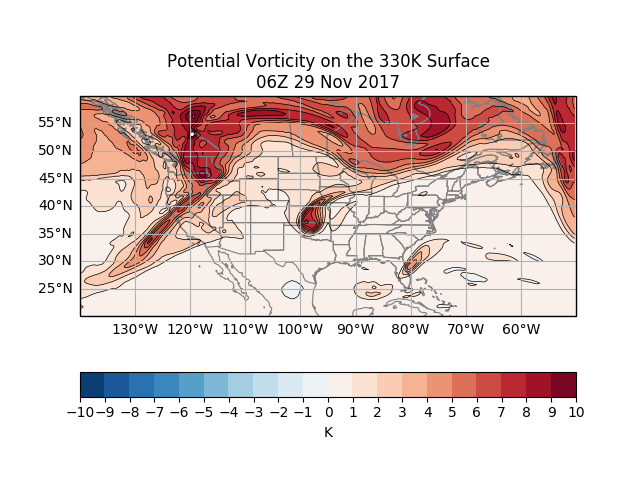 Potential Vorticity on the 330K Surface
06Z 29 Nov 2017
55°N
50°N
45°N
40°N
35°N
30°N
25°N
130°W 120°W 110°W 100°W 90°W 80°W 70°W 60°W
−10 −9 −8 −7 −6 −5 −4 −3 −2 −1 0 1 2 3 4 5 6 7 8 9 10
K